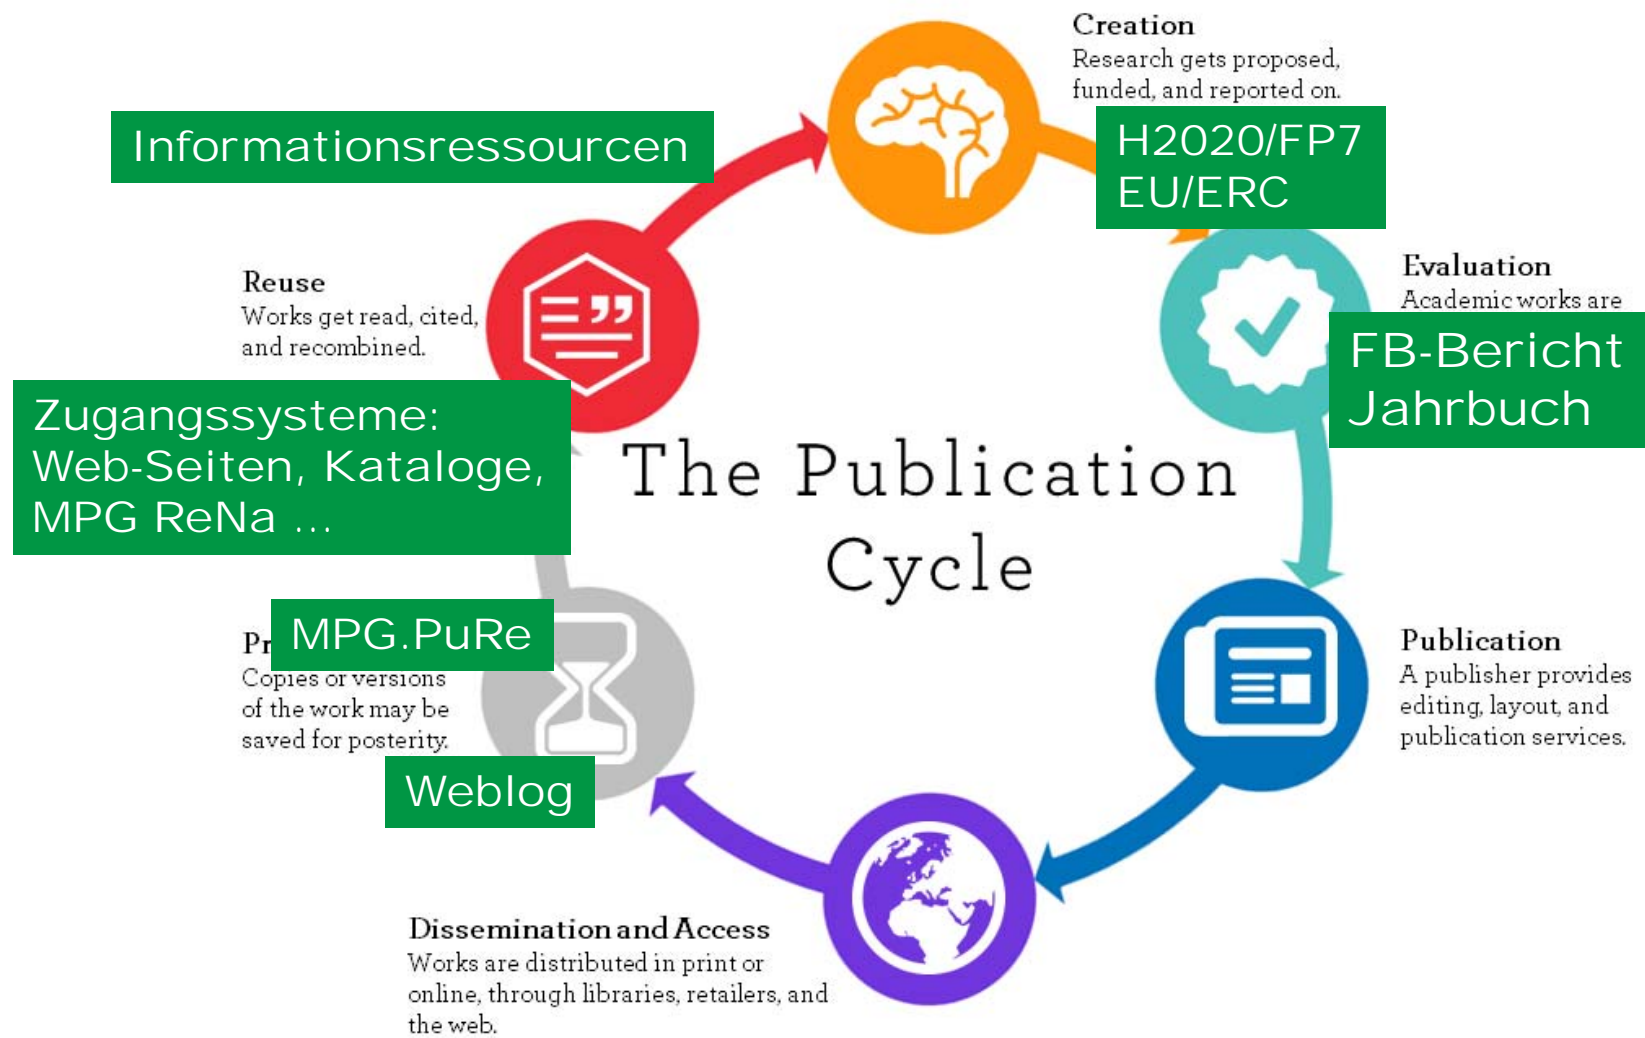 Creation
Research gets proposed,
funded, and reported on.
H2020/FP7
EU/ERC
Informationsressourcen
Evaluation
Academic works are
FB-Bericht
Jahrbuch
Reuse
Works get read, cited,
and recombined.
Zugangssysteme:
Web-Seiten, Kataloge,
MPG ReNa ...
The Publication
Cycle
MPG.PuRe
Copies or versions
of the work may be
saved for posterity.
Publication
A publisher provides
editing, layout, and
publication services.
Weblog
Dissemination and Access
Works are distributed in print or
online, through libraries, retailers, and
the web.